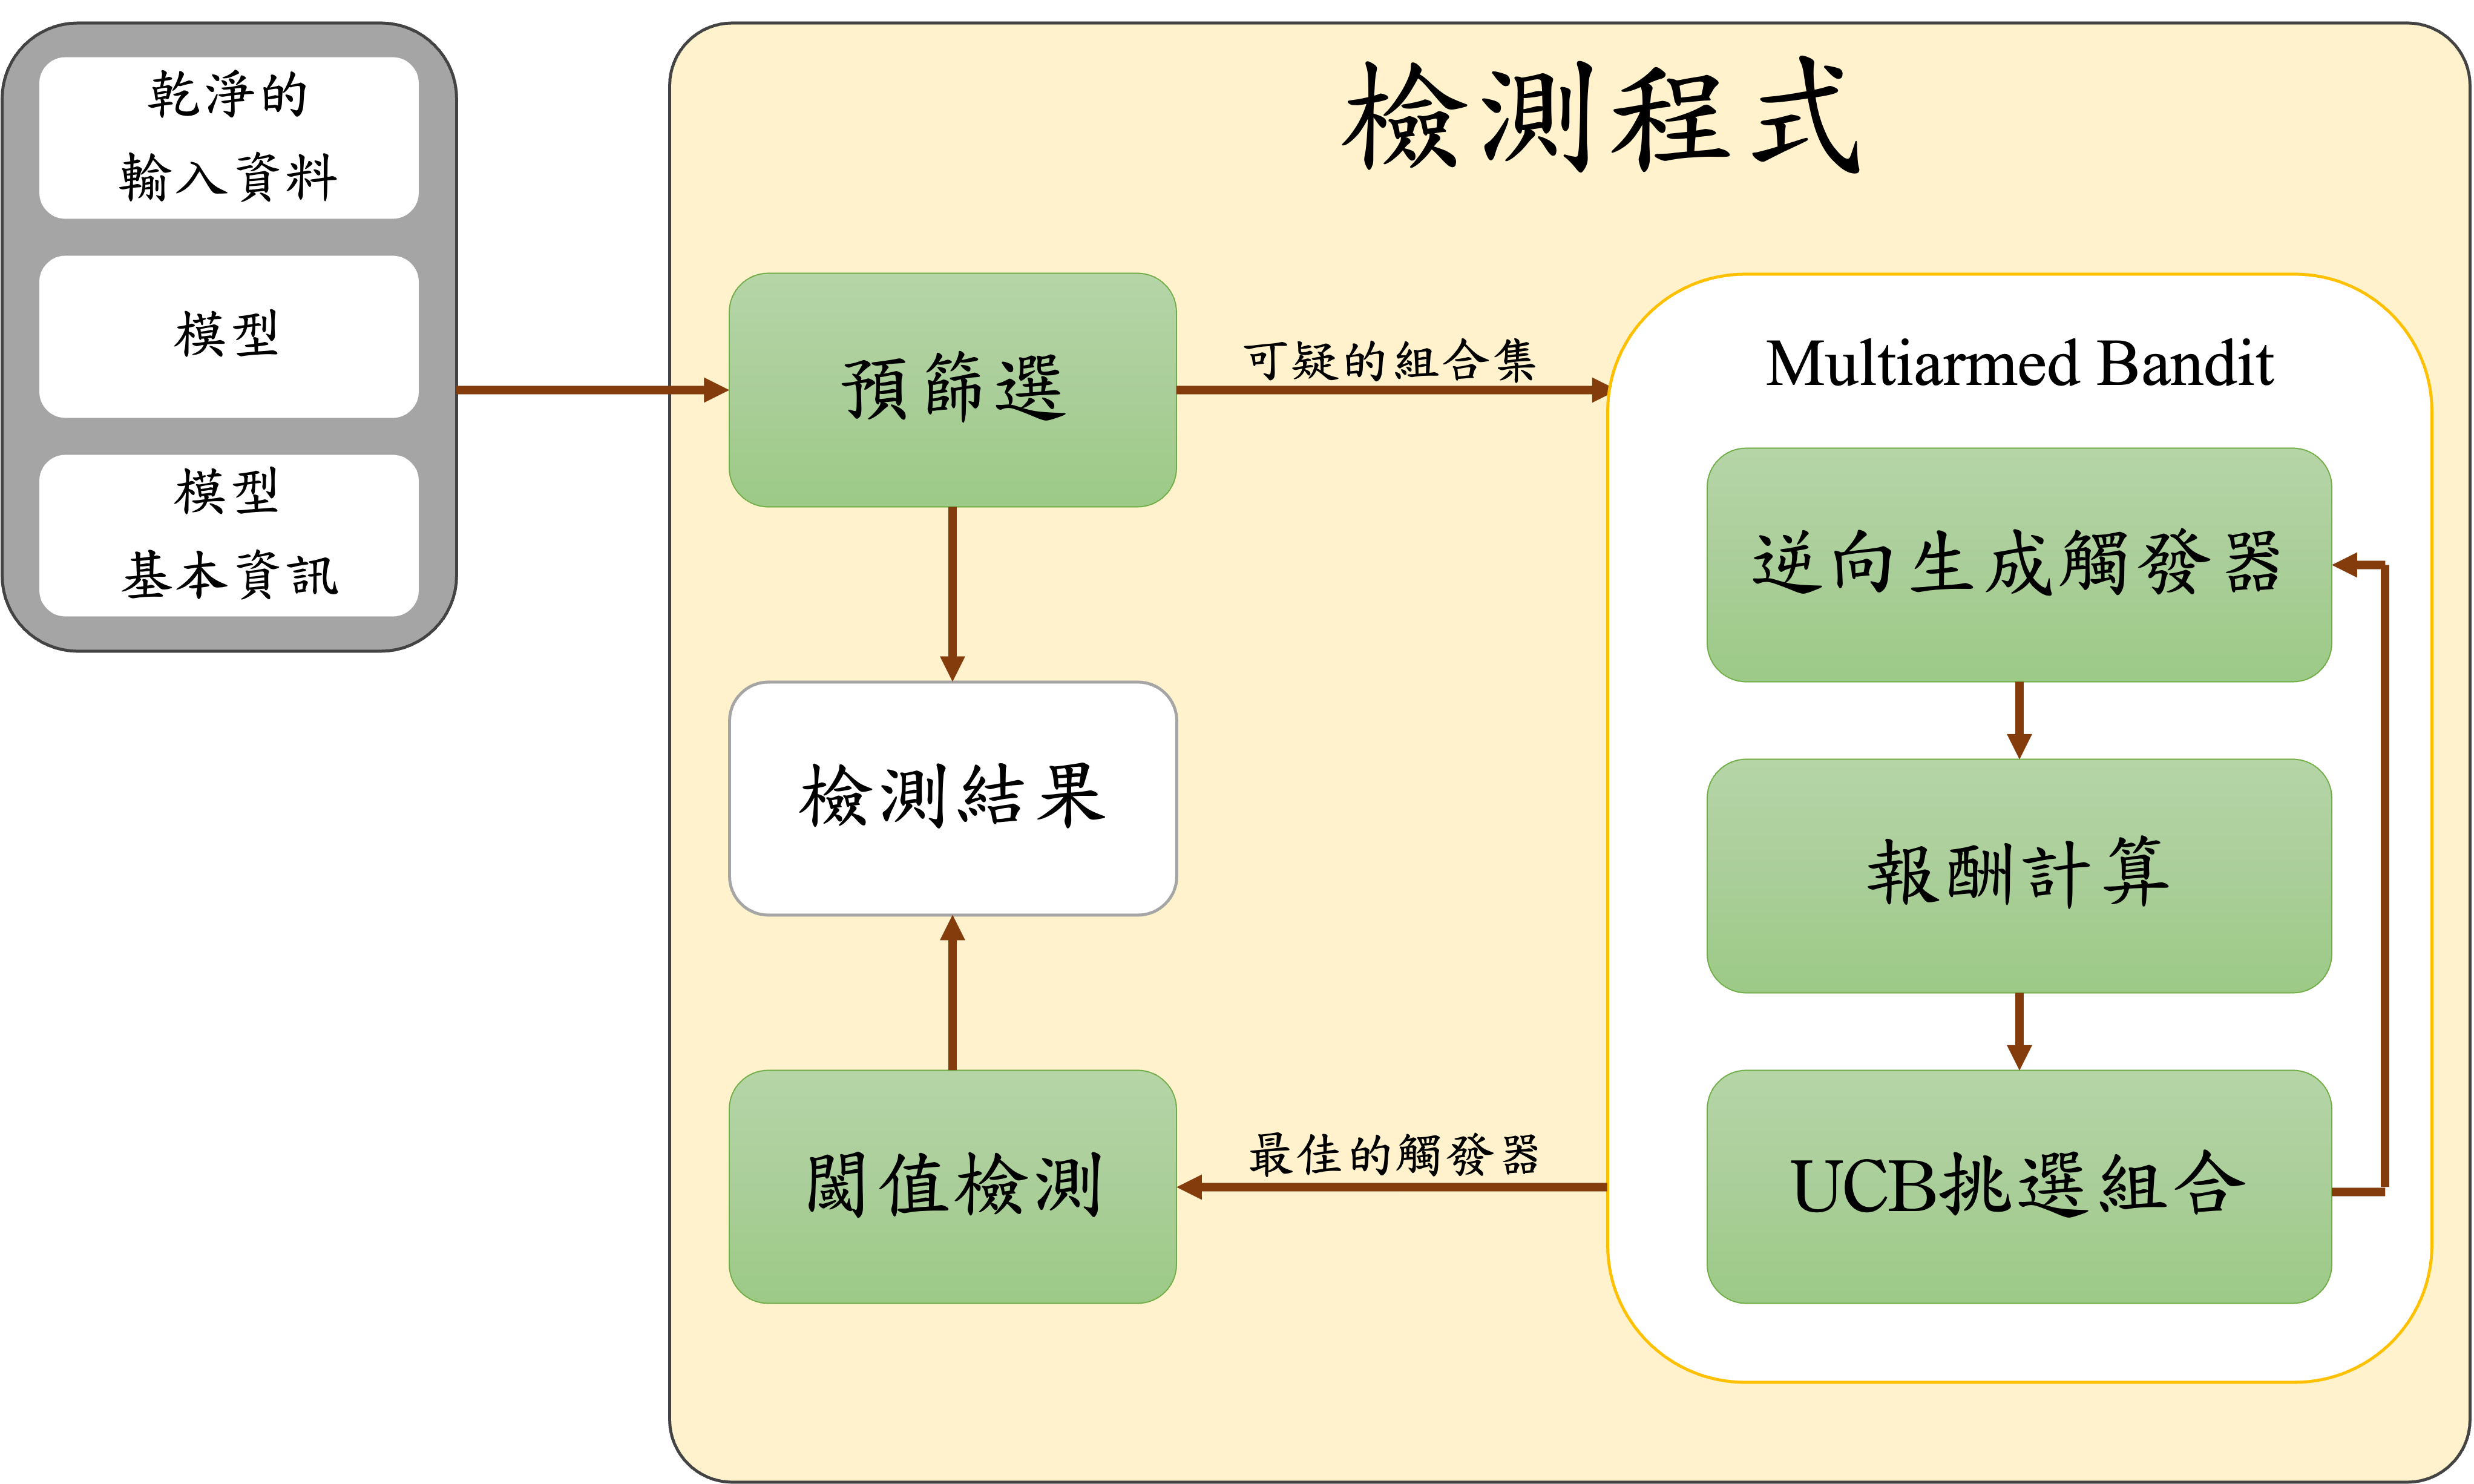 乾淨的
輸入資料
模型
模型
基本資訊
檢測程式
預篩選
可疑的組合集
Multiarmed Bandit
逆向生成觸發器
報酬計算
UCB挑選組合
最佳的觸發器
閾值檢測
檢測結果